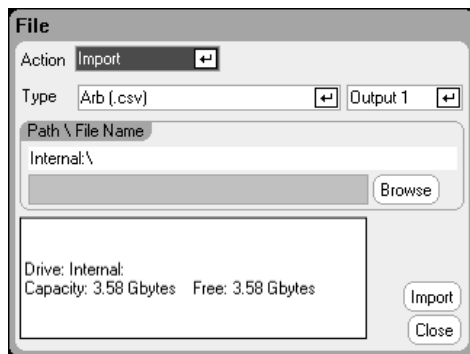 File
Action Import
Type Arb (.csv) Output 1
Path \ File Name
Internal:\
Browse
Drive: Internal:
Capacity: 3.58 Gbytes Free: 3.58 Gbytes
Import
Close